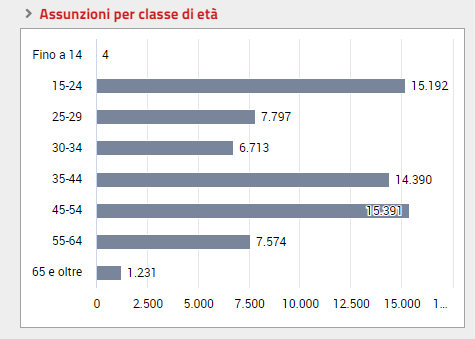 Assunzioni per classe di età
Fino a 14 4
15-24 15.192
25-29 7.797
30-34 6.713
35-44 14.390
45-54 15.391
55-64 7.574
65 e oltre 1.231
0 2.500 5.000 7.500 10.000 12.500 15.000 1...